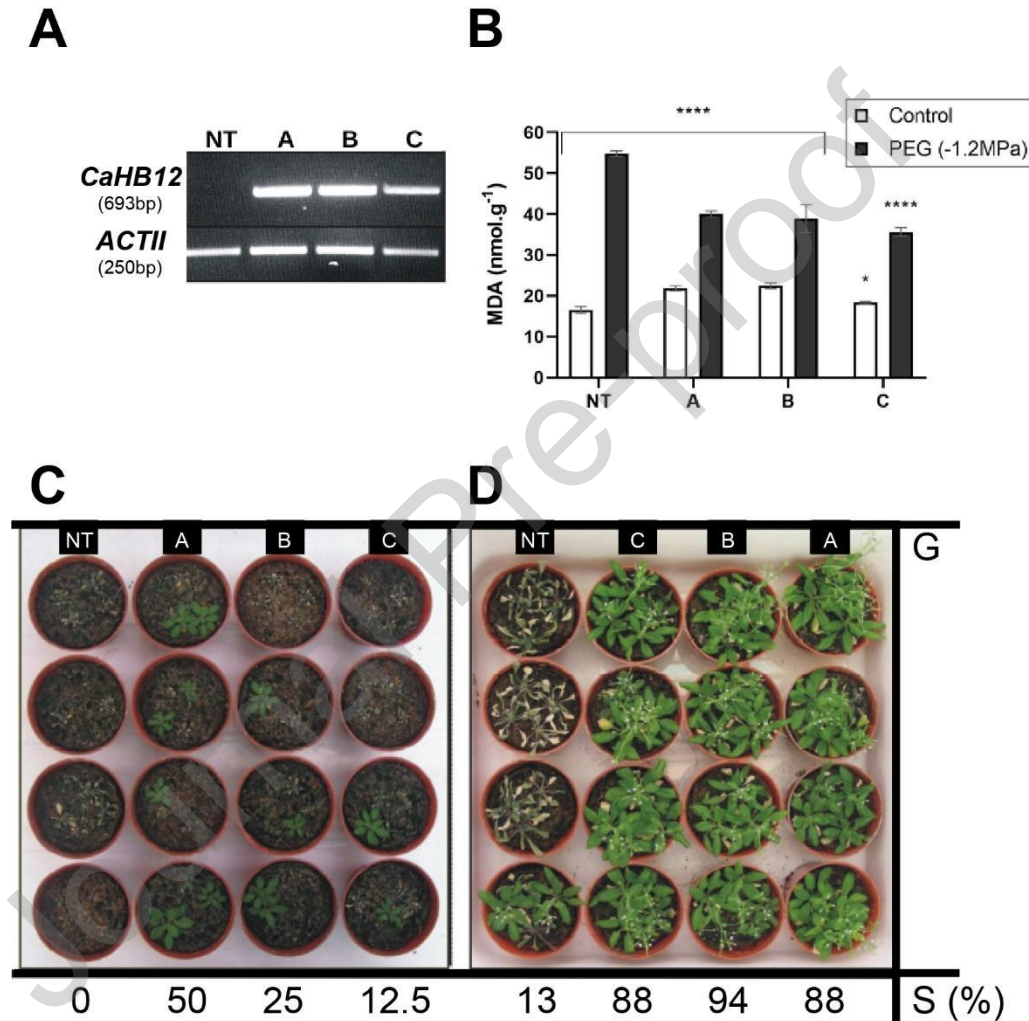 A
NT A B C
CaHB12
(693bp)
ACTII
(250bp)
B
****
Control
PEG (-1.2MPa)
MDA (nmol.g-1)
60
50
40
30
20
10
0
****
*
NT A B C
C
NT A B C
0 50 25 12.5
D
NT C B A
G
13 88 94 88 S (%)
Journal Pre-proof